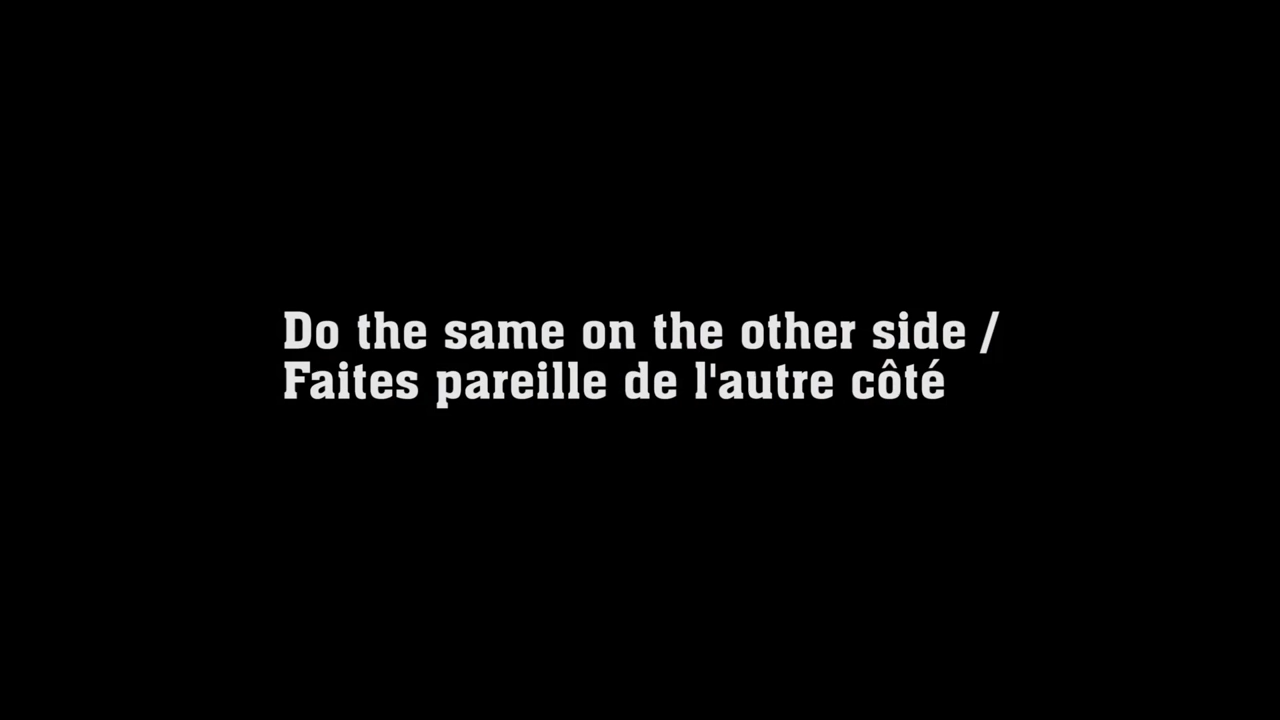 Do the same on the other side /
Faites pareille de l'autre côté